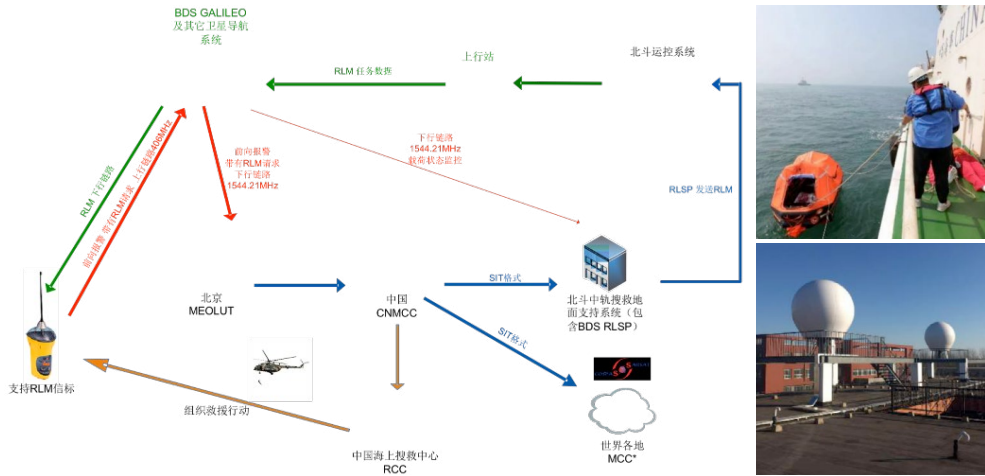 BDS GALILEO
及其它卫星导航
系统
上行站
北斗运控系统
RLM 任务数据
RLM 下行链路
前向报警 带有RLM请求 上行链路406MHz
前向报警
带有RLM请求
下行链路
1544.21MHz
下行链路
1544.21MHz
载荷状态监控
RLSP 发送RLM
SIT格式
北京
MEOLUT
中国
CNMCC
北斗中轨搜救地
面支持系统（包
含BDS RLSP）
SIT格式
支持RLM信标
组织救援行动
中国海上搜救中心
RCC
世界各地
MCC*
CHINA